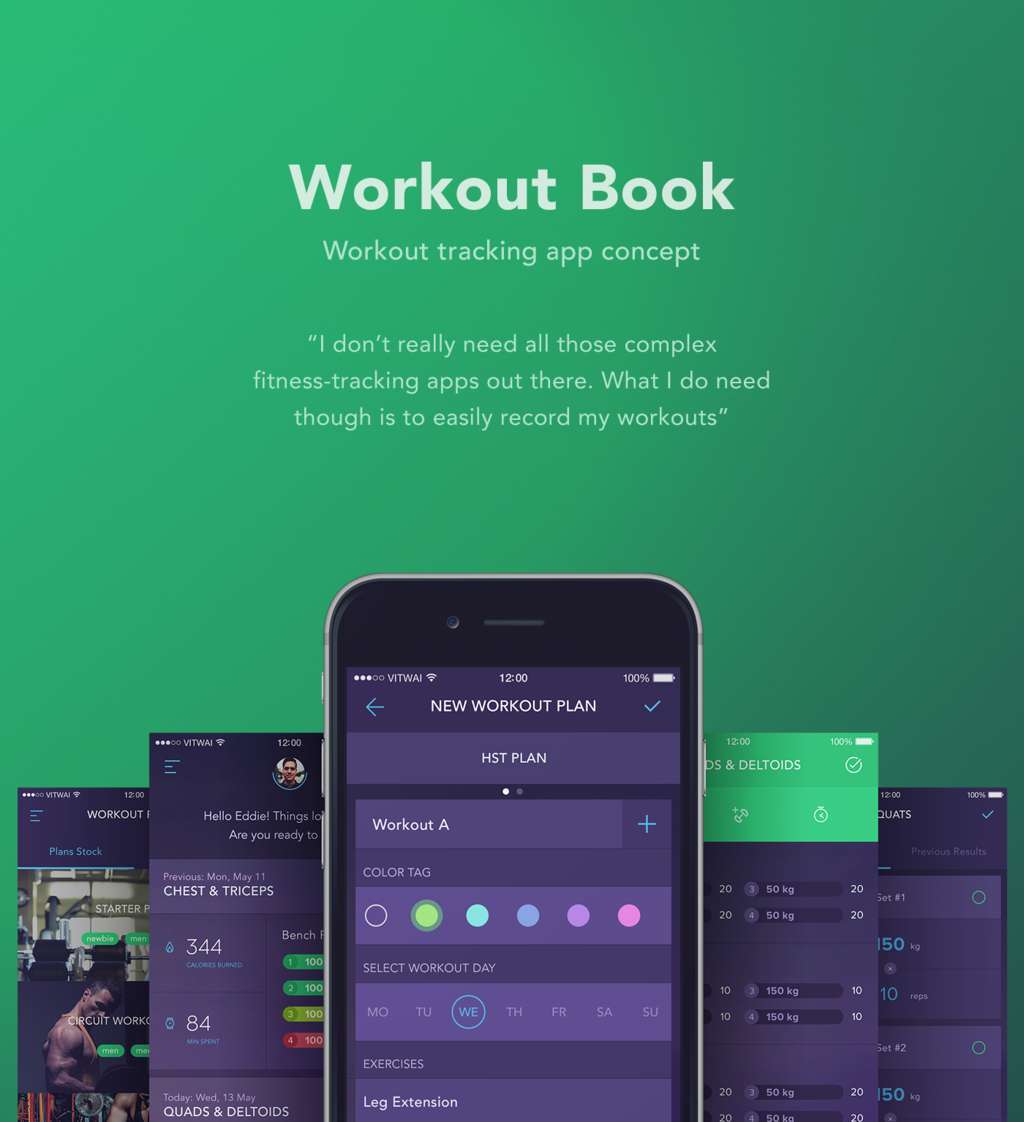 Workout Book
Workout tracking app concept
“I don’t really need all those complex
fitness-tracking apps out there. What I do need
though is to easily record my workouts”
VITWAI 12:00 100%
NEW WORKOUT PLAN
HST PLAN
Workout A
COLOR TAG
SELECT WORKOUT DAY
MO TU WE TH FR SA SU
EXERCISES
Leg Extension
VITWAI 12:00
Hello Eddie! Things
Are you ready to
Previous: Mon, May 11
CHEST & TRICEPS
344
CALORIES BURNED
84
MIN SPENT
Bench
1 100
2 100
3 100
4 100
Today: Wed, 13 May
QUADS & DELTOIDS
VITWAI 12:00
WORKOUT
Plans Stock
STARTER
newbie men
CIRCUIT
men
12:00 100%
& DELTOIDS
20 3 50 kg 20
20 4 50 kg 20
10 3 150 kg 10
10 4 150 kg 10
20 3 50 kg 20
20 4 50 kg 20
12:00 100%
Previous Results
Set #1
150 kg
x
10 reps
Set #2
150 kg